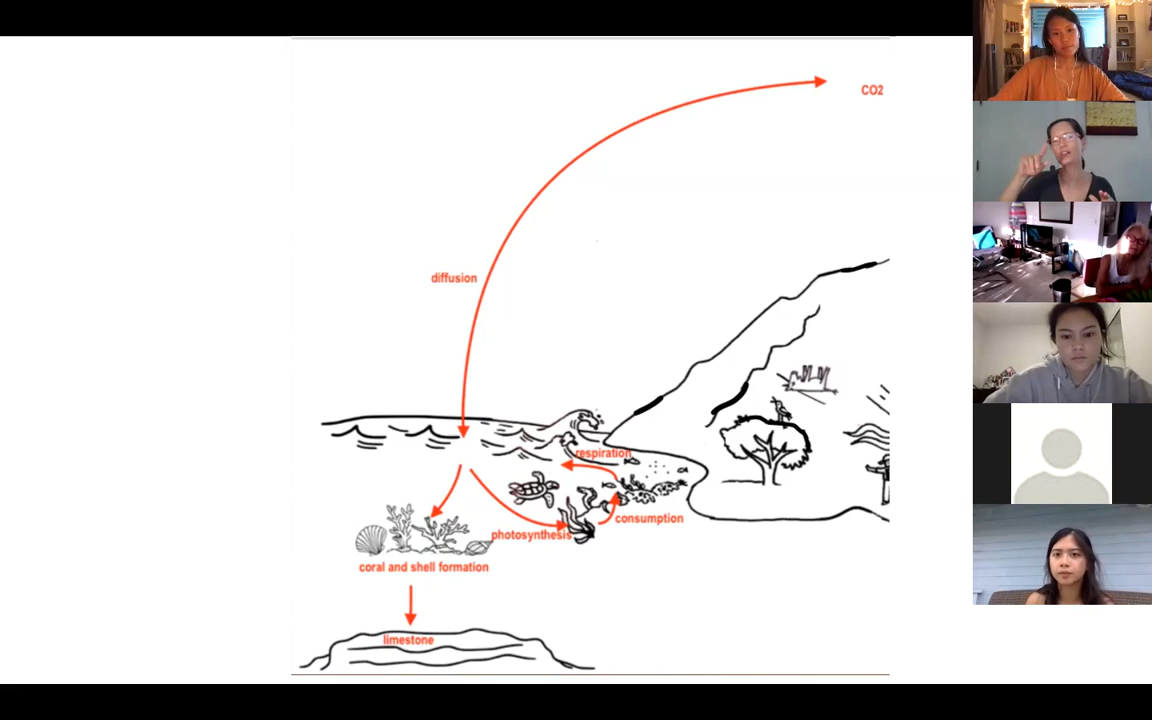 CO2
diffusion
respiration
consumption
photosynthesis
coral and shell formation
limestone